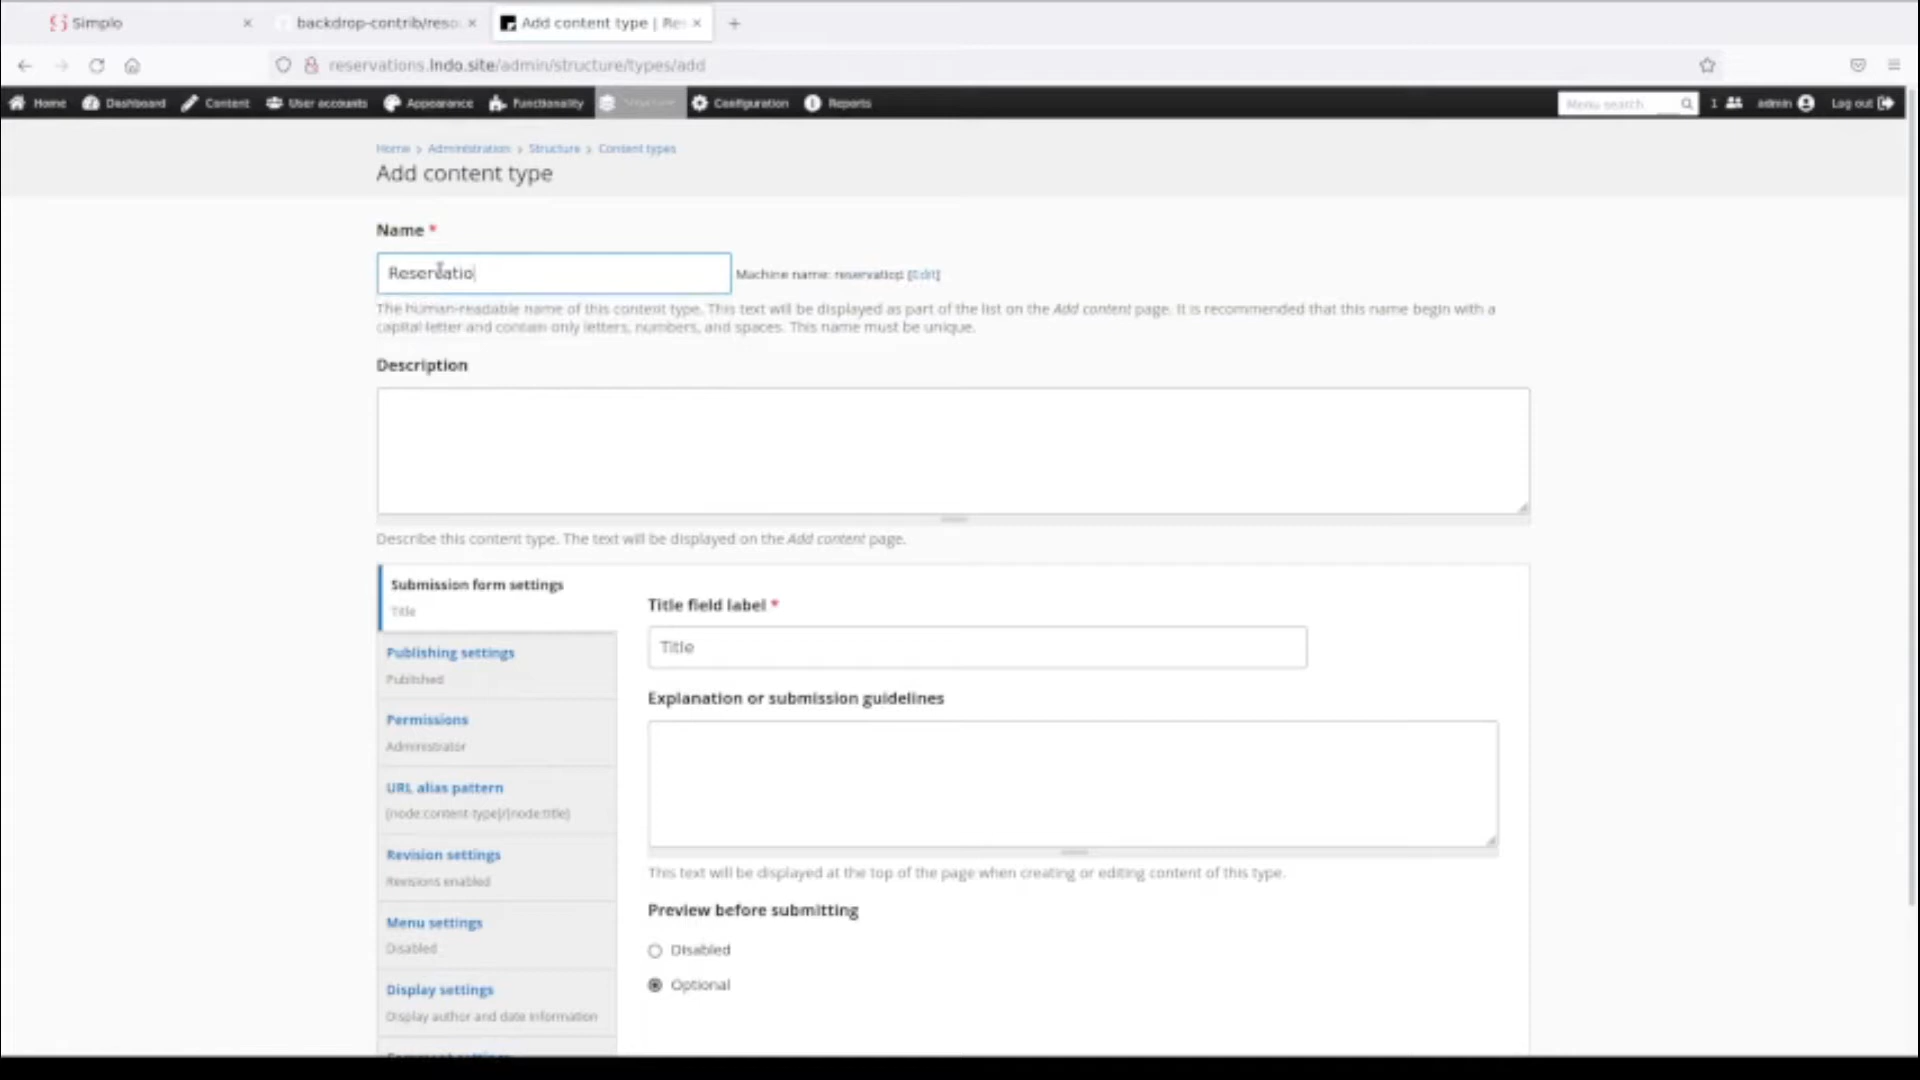 Simplo
backdrop-contrib/reso
Add content type | Res
reservations.lndo.site/admin/structure/types/add
Home Dashboard Content User accounts Appearance Functionality Structure Configuration Reports Menu search 1 admin Log out
Home › Administration › Structure › Content types
Add content type
Name *
Reservatio Machine name: reservatio [Edit]
The human-readable name of this content type. This text will be displayed as part of the list on the Add content page. It is recommended that this name begin with a
capital letter and contain only letters, numbers, and spaces. This name must be unique.
Description
Describe this content type. The text will be displayed on the Add content page.
Submission form settings
Title
Publishing settings
Published
Permissions
Administrator
URL alias pattern
[node:content-type]/[node:title]
Revision settings
Revisions enabled
Menu settings
Disabled
Display settings
Display author and date information
Title field label *
Title
Explanation or submission guidelines
This text will be displayed at the top of the page when creating or editing content of this type.
Preview before submitting
Disabled
Optional